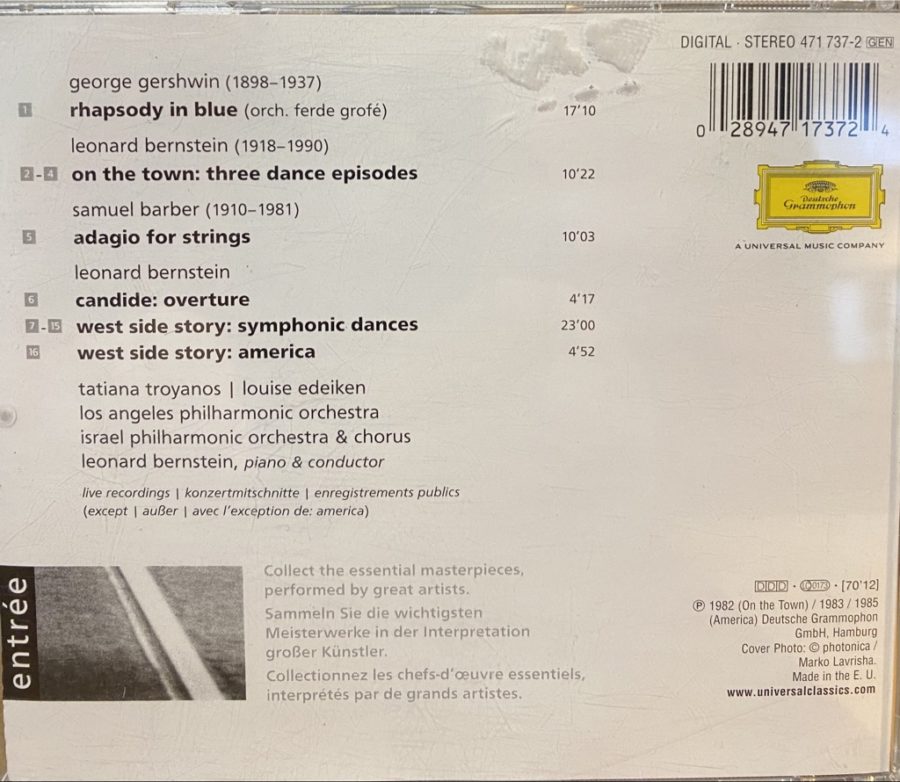 DIGITAL · STEREO 471 737-2 GEN
george gershwin (1898–1937)
1 rhapsody in blue (orch. ferde grofé) 17'10
0 28947 17372 4
leonard bernstein (1918–1990)
2-4 on the town: three dance episodes 10'22
Deutsche
Grammophon
samuel barber (1910–1981)
5 adagio for strings 10'03
A UNIVERSAL MUSIC COMPANY
leonard bernstein
6 candide: overture 4'17
7-15 west side story: symphonic dances 23'00
16 west side story: america 4'52
tatiana troyanos | louise edeiken
los angeles philharmonic orchestra
israel philharmonic orchestra & chorus
leonard bernstein, piano & conductor
live recordings | konzertmitschnitte | enregistrements publics
(except | außer | avec l'exception de: america)
entrée
Collect the essential masterpieces,
performed by great artists.
Sammeln Sie die wichtigsten
Meisterwerke in der Interpretation
großer Künstler.
Collectionnez les chefs-d'œuvre essentiels,
interprétés par de grands artistes.
DDD · LC 0173 · [70'12]
℗ 1982 (On the Town) / 1983 / 1985
(America) Deutsche Grammophon
GmbH, Hamburg
Cover Photo: © photonica /
Marko Lavrisha.
Made in the E. U.
www.universalclassics.com